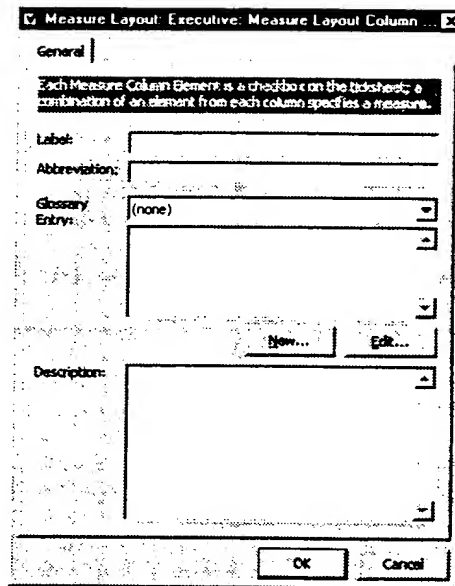 Measure Layout: Executive: Measure Layout Column ...
General
Each Measure Column Element is a checkbox on the ticksheet; a
combination of an element from each column specifies a measure.
Label:
Abbreviation:
Glossary
Entry:
(none)
New...
Edit...
Description:
OK
Cancel